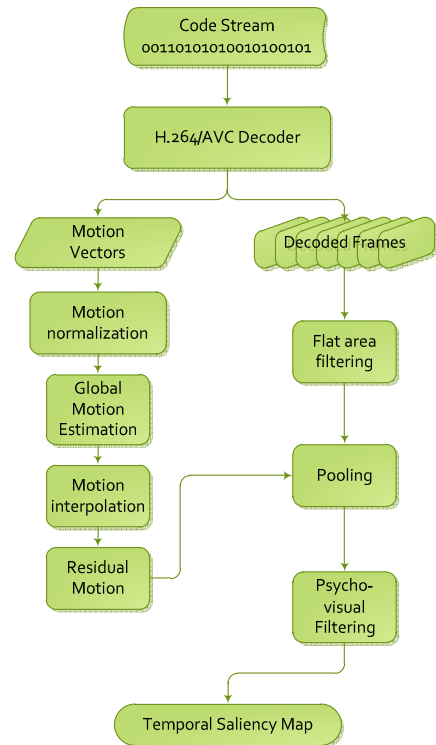 Code Stream
00110101010010100101
H.264/AVC Decoder
Motion
Vectors
Decoded Frames
Motion
normalization
Flat area
filtering
Global
Motion
Estimation
Motion
interpolation
Pooling
Residual
Motion
Psycho-
visual
Filtering
Temporal Saliency Map